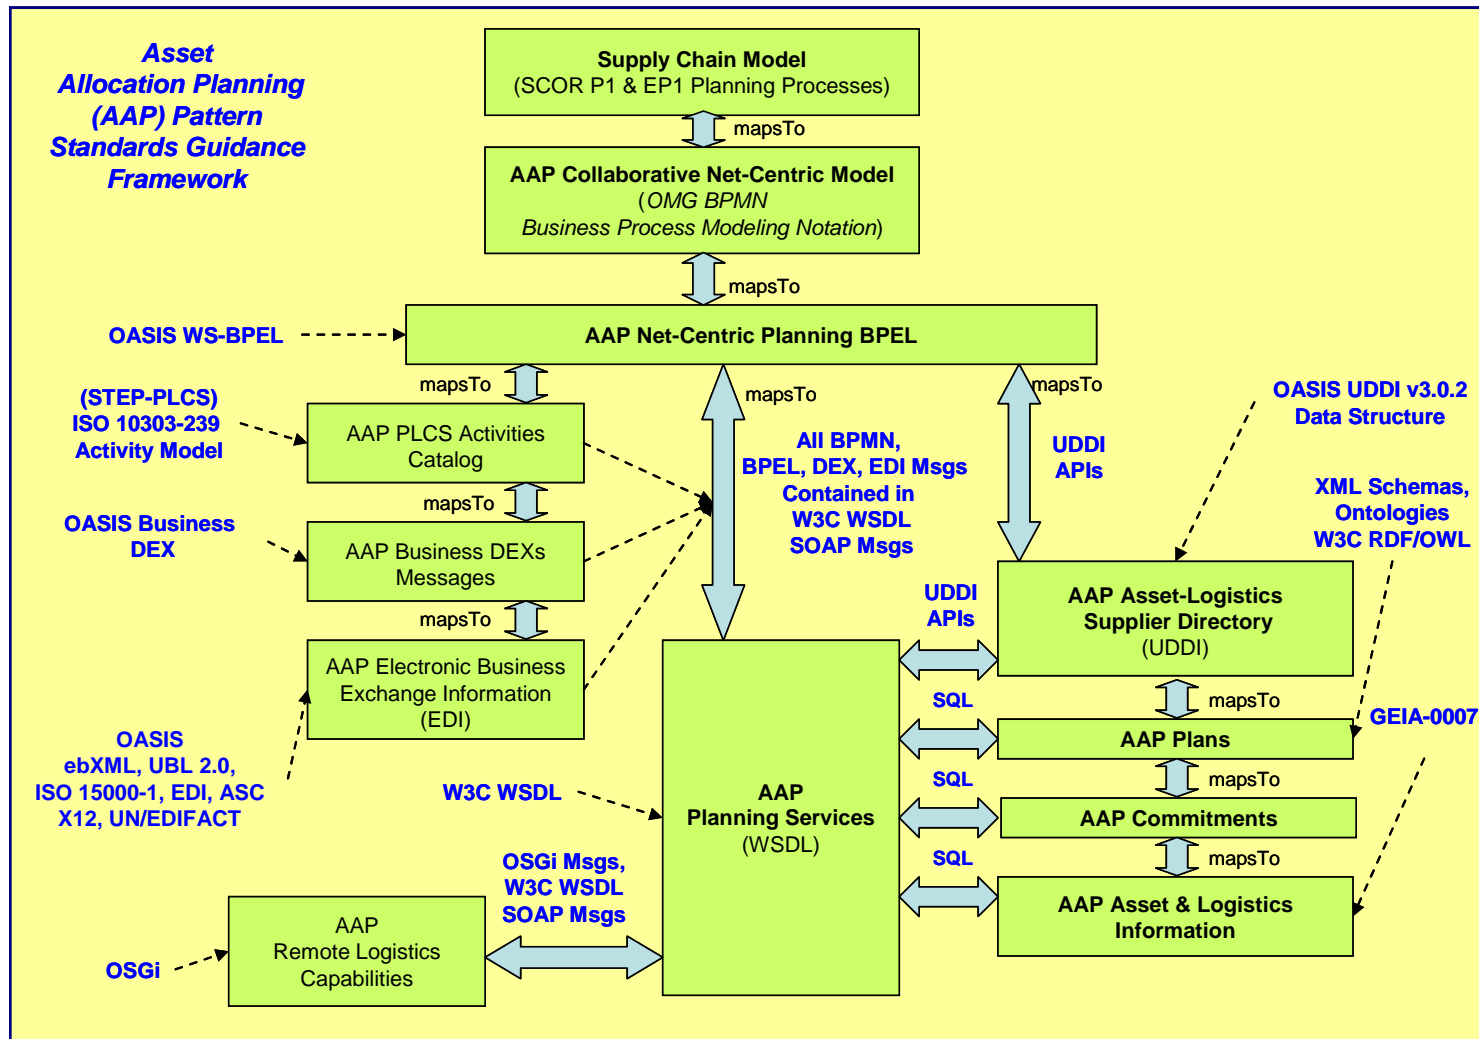 Asset
Allocation Planning
(AAP) Pattern
Standards Guidance
Framework
Supply Chain Model
(SCOR P1 & EP1 Planning Processes)
mapsTo
AAP Collaborative Net-Centric Model
(OMG BPMN
Business Process Modeling Notation)
mapsTo
OASIS WS-BPEL
AAP Net-Centric Planning BPEL
mapsTo
mapsTo
mapsTo
(STEP-PLCS)
ISO 10303-239
Activity Model
AAP PLCS Activities
Catalog
All BPMN,
BPEL, DEX, EDI Msgs
Contained in
W3C WSDL
SOAP Msgs
UDDI
APIs
OASIS UDDI v3.0.2
Data Structure
XML Schemas,
Ontologies
W3C RDF/OWL
mapsTo
OASIS Business
DEX
AAP Business DEXs
Messages
mapsTo
AAP Electronic Business
Exchange Information
(EDI)
OASIS
ebXML, UBL 2.0,
ISO 15000-1, EDI, ASC
X12, UN/EDIFACT
UDDI
APIs
AAP Asset-Logistics
Supplier Directory
(UDDI)
SQL
mapsTo
GEIA-0007
AAP Plans
SQL
mapsTo
W3C WSDL
AAP
Planning Services
(WSDL)
AAP Commitments
SQL
mapsTo
AAP Asset & Logistics
Information
OSGi Msgs,
W3C WSDL
SOAP Msgs
AAP
Remote Logistics
Capabilities
OSGi